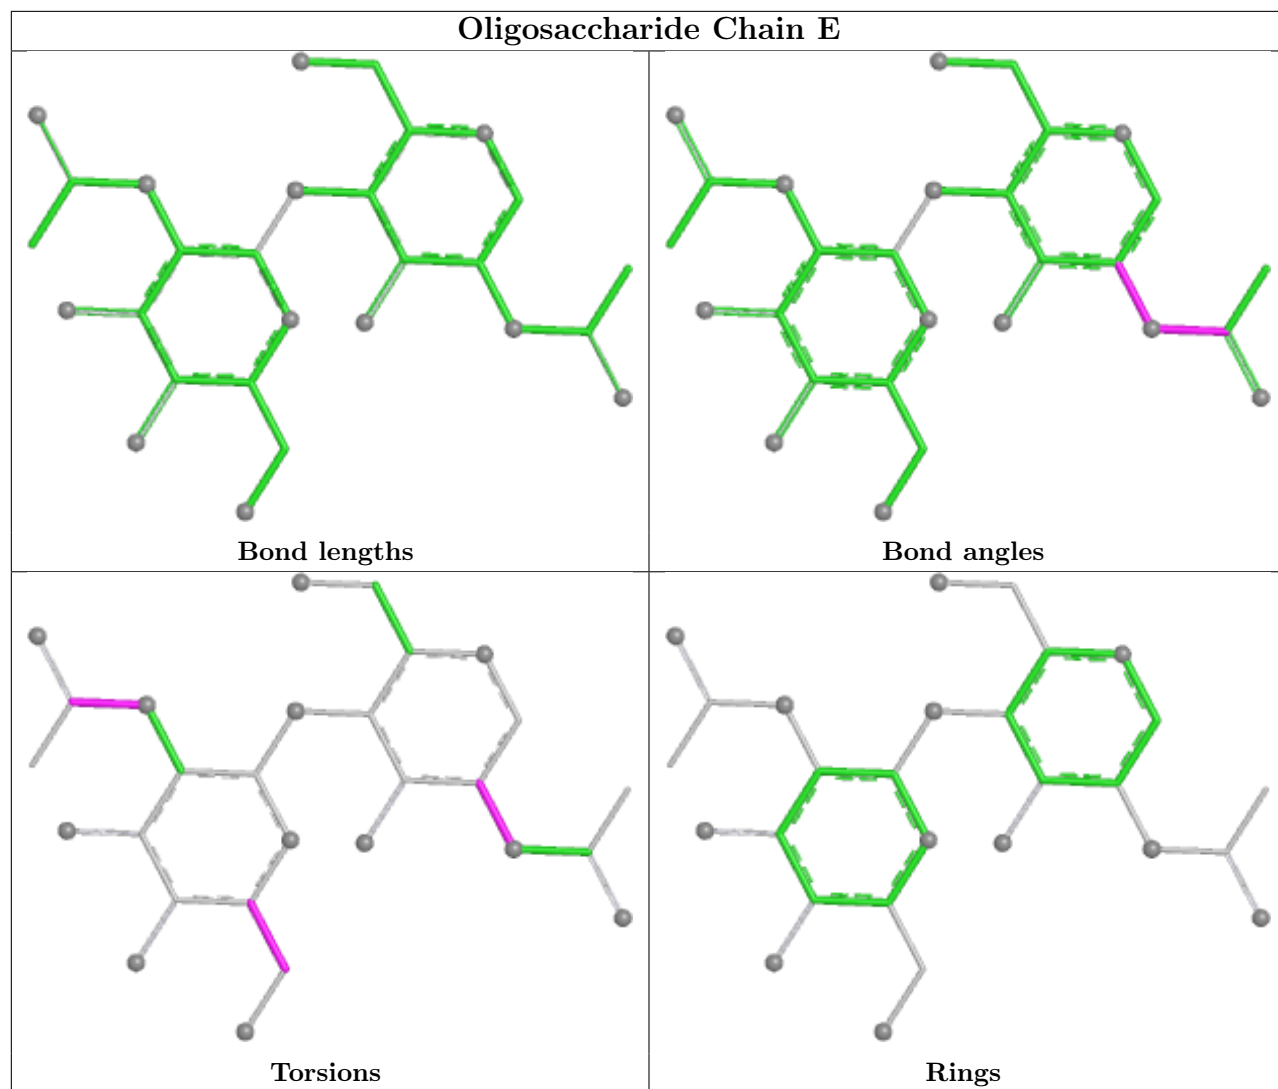 Oligosaccharide Chain E
Bond lengths
Bond angles
Torsions
Rings